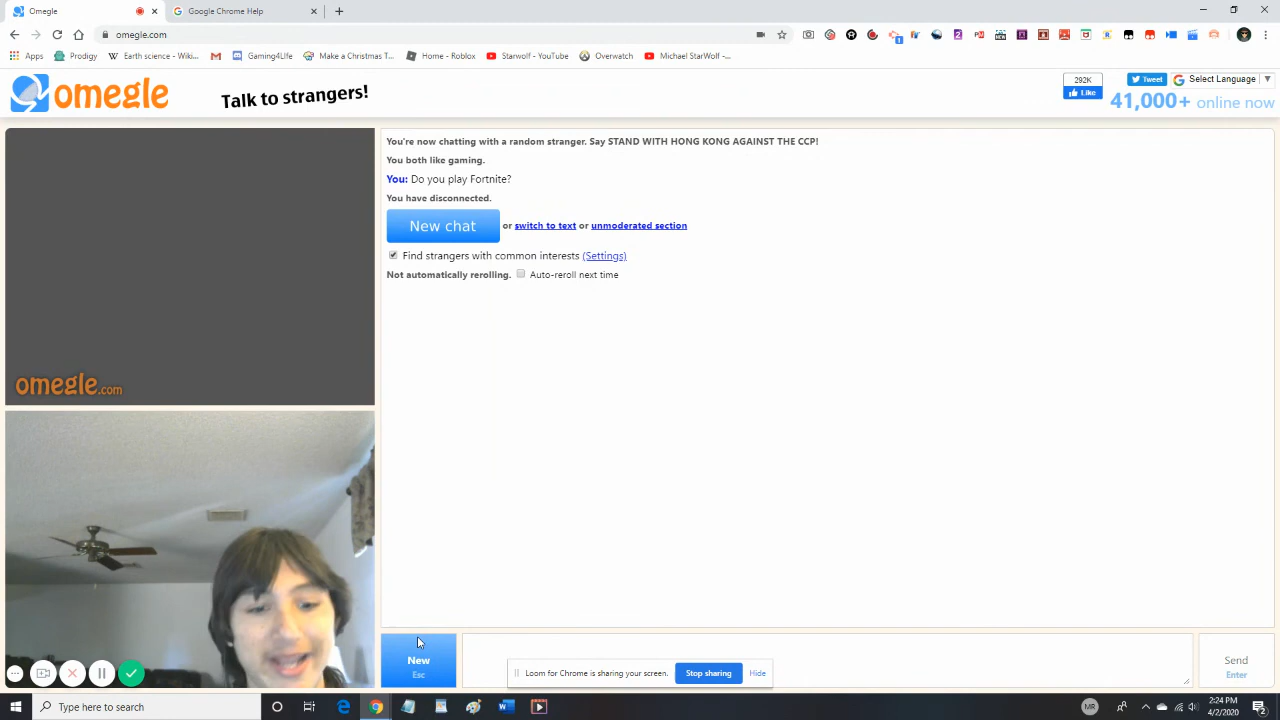 Omegle
Google Chrome Help
omegle.com
Apps
Prodigy
Earth science - Wiki...
Gaming4Life
Make a Christmas T...
Home - Roblox
Starwolf - YouTube
Overwatch
Michael StarWolf -...
omegle
Talk to strangers!
292K
Like
Tweet
Select Language
41,000+ online now
You're now chatting with a random stranger. Say STAND WITH HONG KONG AGAINST THE CCP!
You both like gaming.
You: Do you play Fortnite?
You have disconnected.
New chat or switch to text or unmoderated section
Find strangers with common interests (Settings)
Not automatically rerolling. Auto-reroll next time
omegle.com
New
Esc
Loom for Chrome is sharing your screen.
Stop sharing
Hide
Send
Enter
Type here to search
MR
2:24 PM
4/2/2020
2